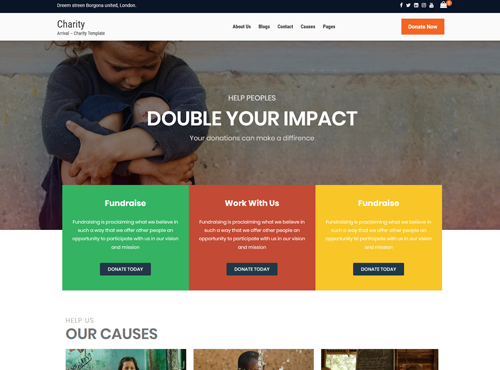 Dreem streen Borgona united, London.
Charity
Arrival – Charity Template
About Us Blogs Contact Causes Pages
Donate Now
HELP PEOPLES
DOUBLE YOUR IMPACT
Your donations can make a difference
Fundraise
Fundraising is proclaiming what we believe in
such a way that we offer other people an
opportunity to participate with us in our vision
and mission
DONATE TODAY
Work With Us
Fundraising is proclaiming what we believe in
such a way that we offer other people an
opportunity to participate with us in our vision
and mission
DONATE TODAY
Fundraise
Fundraising is proclaiming what we believe in
such a way that we offer other people an
opportunity to participate with us in our vision
and mission
DONATE TODAY
HELP US
OUR CAUSES